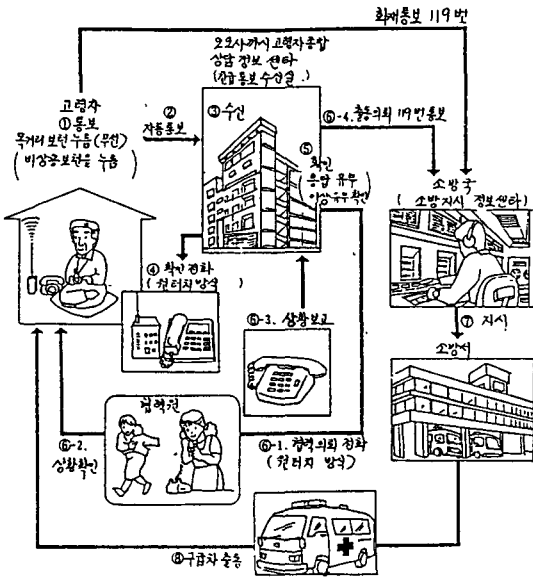 화재통보 119번
오오사까시 고령자종합
상담 정보 센타
(긴급통보 수신실)
고령자
①통보
목거리 보턴 누름(무선)
(비상용보턴을 누름)
②
자동통보
③수신
⑥-4. 출동의뢰 119번 통보
⑤
확인
응답 유무
이상유무 확인
소방국
(소방지시 정보센타)
④ 확인 전화
(원터치 방식)
⑥-3. 상황보고
⑦ 지시
소방서
협력원
⑥-2.
상황확인
⑥-1. 협력의뢰 전화
(원터치 방식)
⑧구급차 출동